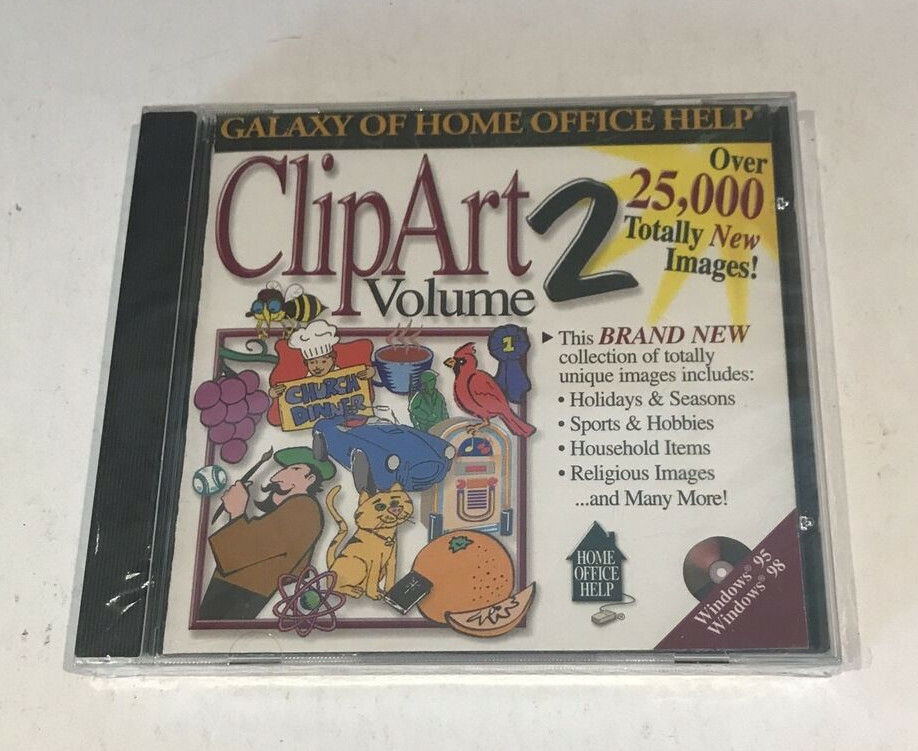 GALAXY OF HOME OFFICE HELP
ClipArt 2
Volume
Over
25,000
Totally New
Images!
1
CHURCH
DINNER
This BRAND NEW
collection of totally
unique images includes:
• Holidays & Seasons
• Sports & Hobbies
• Household Items
• Religious Images
...and Many More!
HOME
OFFICE
HELP
Windows® 95
Windows® 98